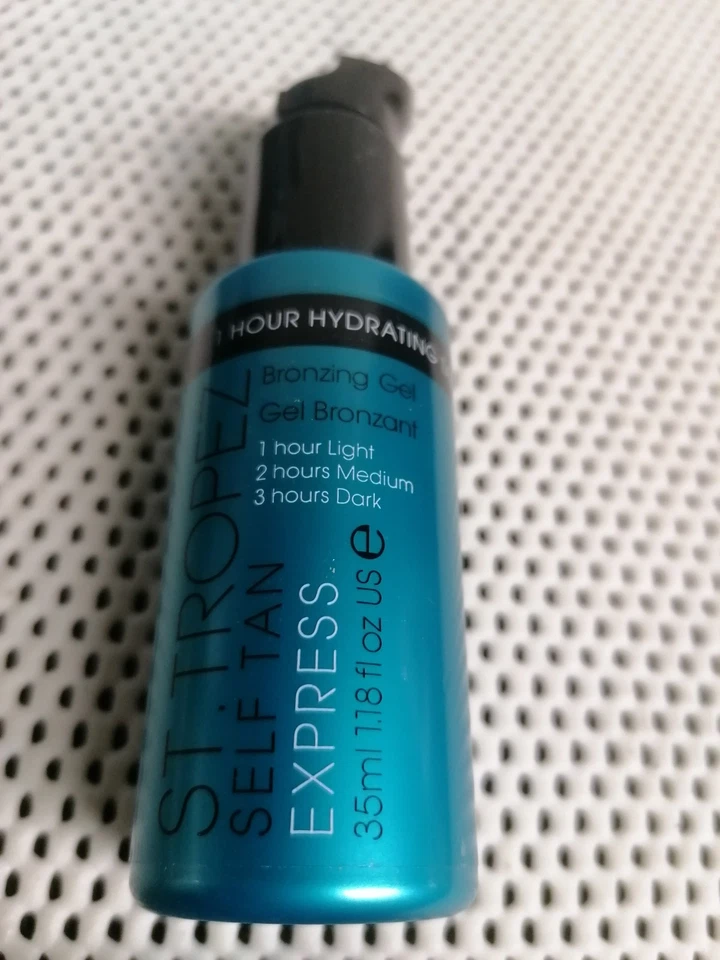 1 HOUR HYDRATING
Bronzing Gel
Gel Bronzant
1 hour Light
2 hours Medium
3 hours Dark
ST. TROPEZ
SELF TAN
EXPRESS
35ml 1.18 fl oz US e